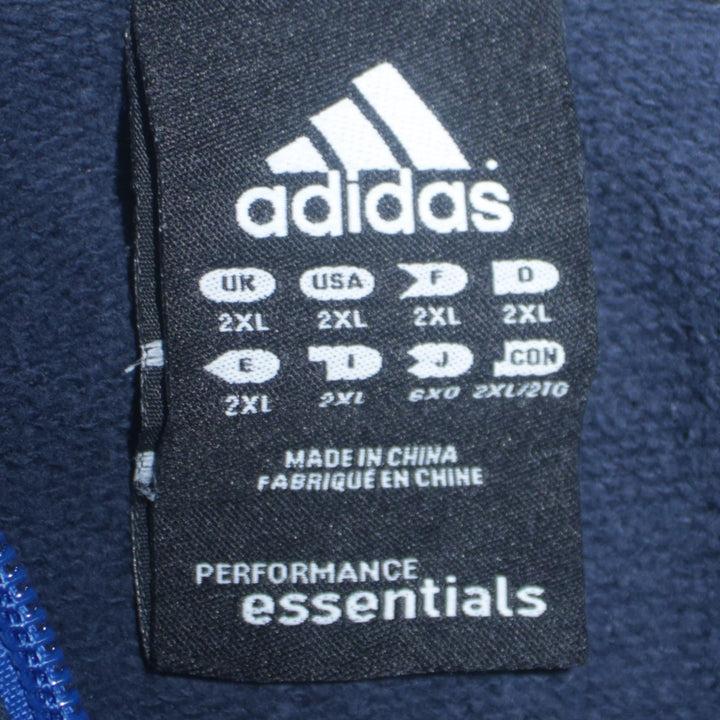 adidas
UK USA F D
2XL 2XL 2XL 2XL
E I J CDN
2XL 2XL 6XO 2XL/2TG
MADE IN CHINA
FABRIQUÉ EN CHINE
PERFORMANCE
essentials